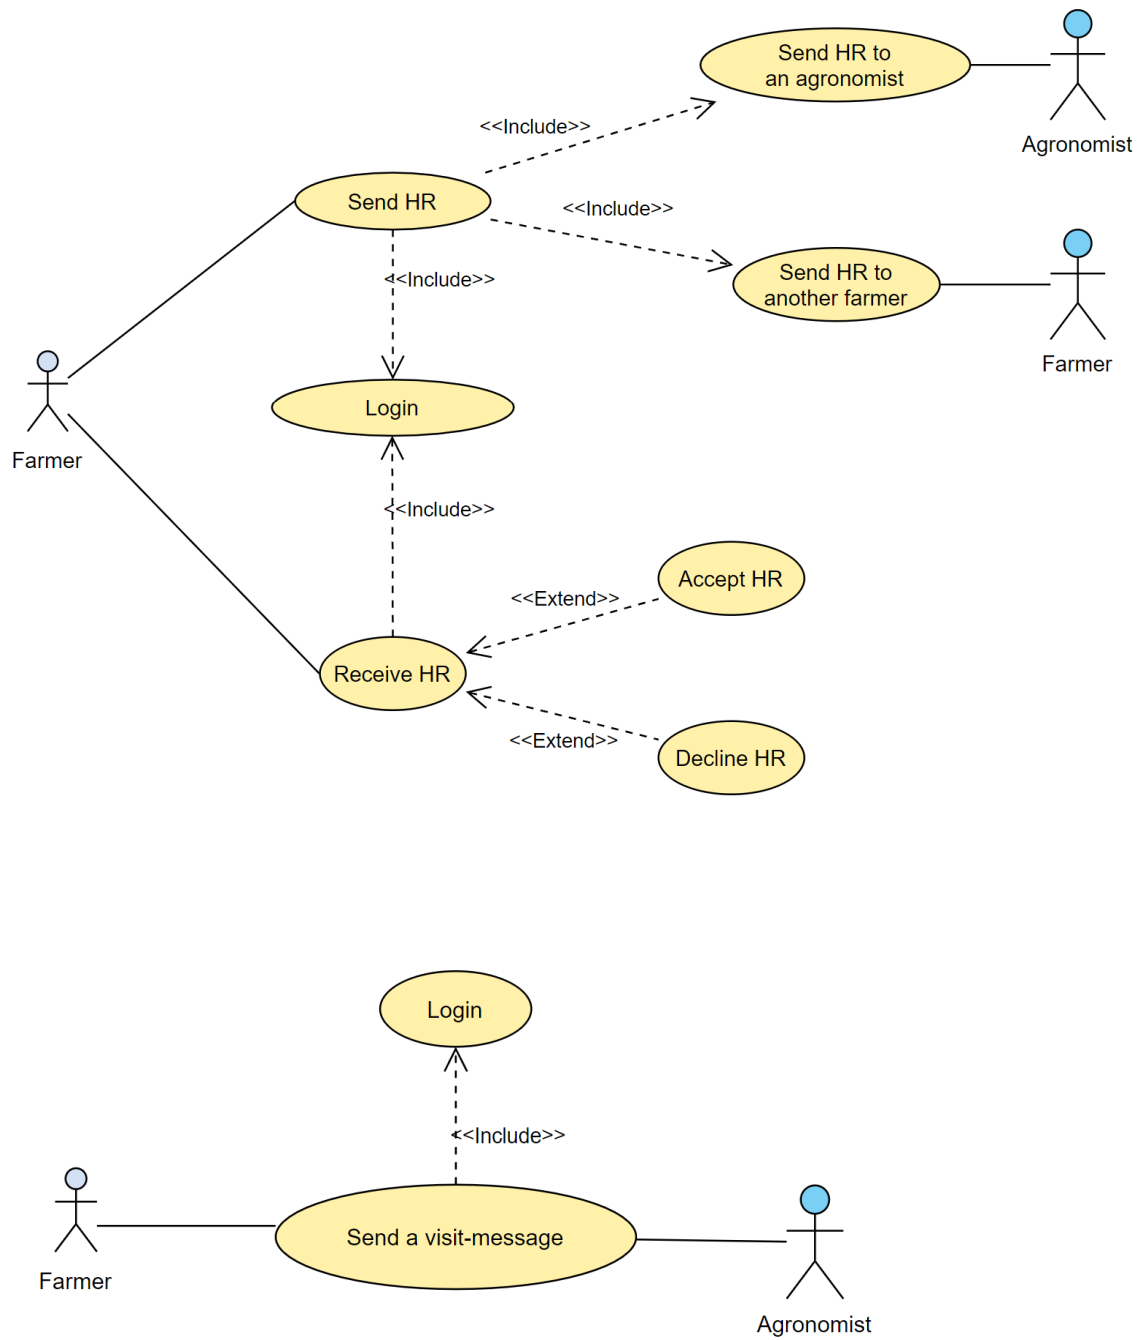 Send HR to
an agronomist
Agronomist
<<Include>>
Send HR
<<Include>>
Send HR to
another farmer
Farmer
<<Include>>
Login
Farmer
<<Include>>
Accept HR
<<Extend>>
Receive HR
<<Extend>>
Decline HR
Login
<<Include>>
Send a visit-message
Farmer
Agronomist